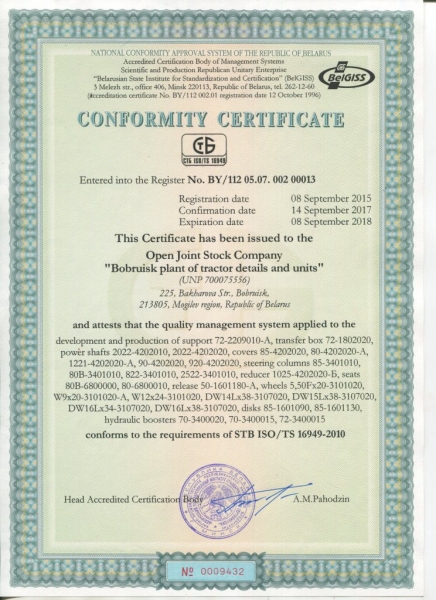 NATIONAL CONFORMITY APPROVAL SYSTEM OF THE REPUBLIC OF BELARUS
Accredited Certification Body of Management Systems
Scientific and Production Republican Unitary Enterprise
"Belarusian State Institute for Standardization and Certification" (BelGISS)
3 Melezh str., office 406, Minsk 220113, Republic of Belarus, tel. 262-12-60
(accreditation certificate No. BY/112 002.01 registration date 12 October 1996)
BelGISS
CONFORMITY CERTIFICATE
СТБ ISO/TS 16949
Entered into the Register No. BY/112 05.07. 002 00013
Registration date 08 September 2015
Confirmation date 14 September 2017
Expiration date 08 September 2018
This Certificate has been issued to the
Open Joint Stock Company
"Bobruisk plant of tractor details and units"
(UNP 700075556)
225, Bakharova Str., Bobruisk,
213805, Mogilev region, Republic of Belarus
and attests that the quality management system applied to the
development and production of support 72-2209010-A, transfer box 72-1802020,
power shafts 2022-4202010, 2022-4202020, covers 85-4202020, 80-4202020-A,
1221-4202020-A, 90-4202020, 920-4202020, steering columns 85-3401010,
80B-3401010, 822-3401010, 2522-3401010, reducer 1025-4202020-Б, seats
80B-6800000, 80-6800010, release 50-1601180-A, wheels 5,50Fx20-3101020,
W9x20-3101020-A, W12x24-3101020, DW14Lx38-3107020, DW15Lx38-3107020,
DW16Lx34-3107020, DW16Lx38-3107020, disks 85-1601090, 85-1601130,
hydraulic boosters 70-3400020, 70-3400015, 72-3400015
conforms to the requirements of STB ISO/TS 16949-2010
Head Accredited Certification Body A.M.Pahodzin
№ 0009432